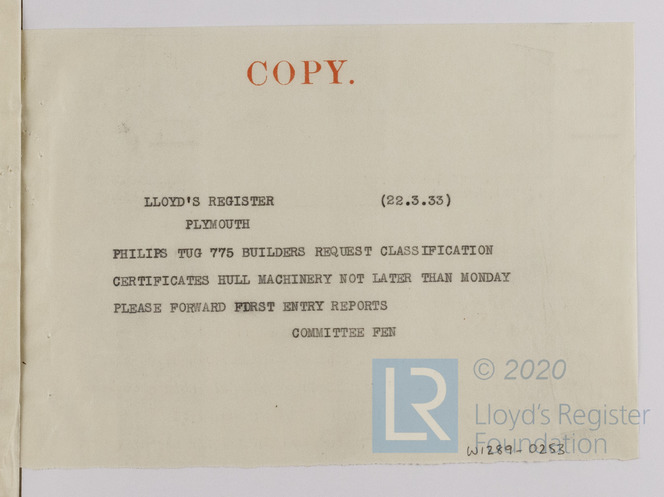 COPY.
LLOYD'S REGISTER (22.3.33)
PLYMOUTH
PHILIPS TUG 775 BUILDERS REQUEST CLASSIFICATION
CERTIFICATES HULL MACHINERY NOT LATER THAN MONDAY
PLEASE FORWARD FIRST ENTRY REPORTS
COMMITTEE FEN
LR © 2020
Lloyd's Register
Foundation
W1289-0253